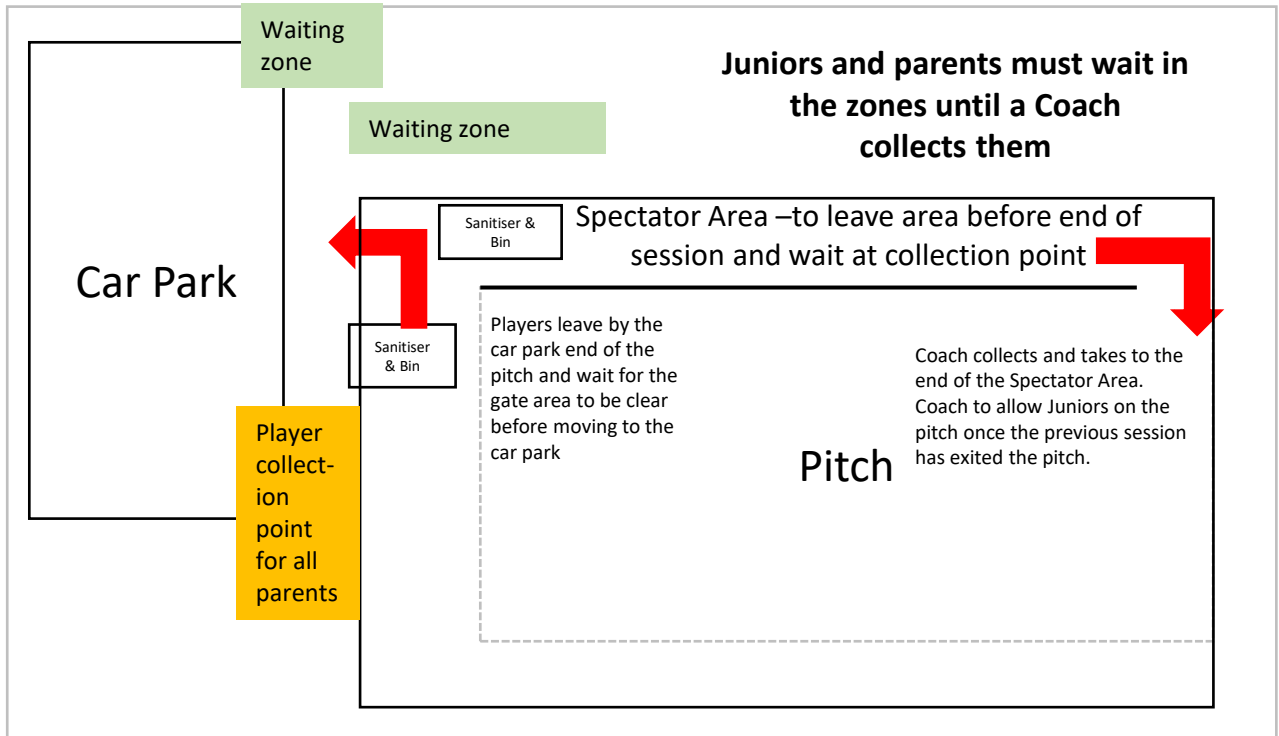 Waiting
zone
Juniors and parents must wait in
the zones until a Coach
collects them
Waiting zone
Sanitiser &
Bin
Spectator Area –to leave area before end of
session and wait at collection point
Car Park
Sanitiser
& Bin
Players leave by the
car park end of the
pitch and wait for the
gate area to be clear
before moving to the
car park
Coach collects and takes to the
end of the Spectator Area.
Coach to allow Juniors on the
pitch once the previous session
has exited the pitch.
Pitch
Player
collect-
ion
point
for all
parents